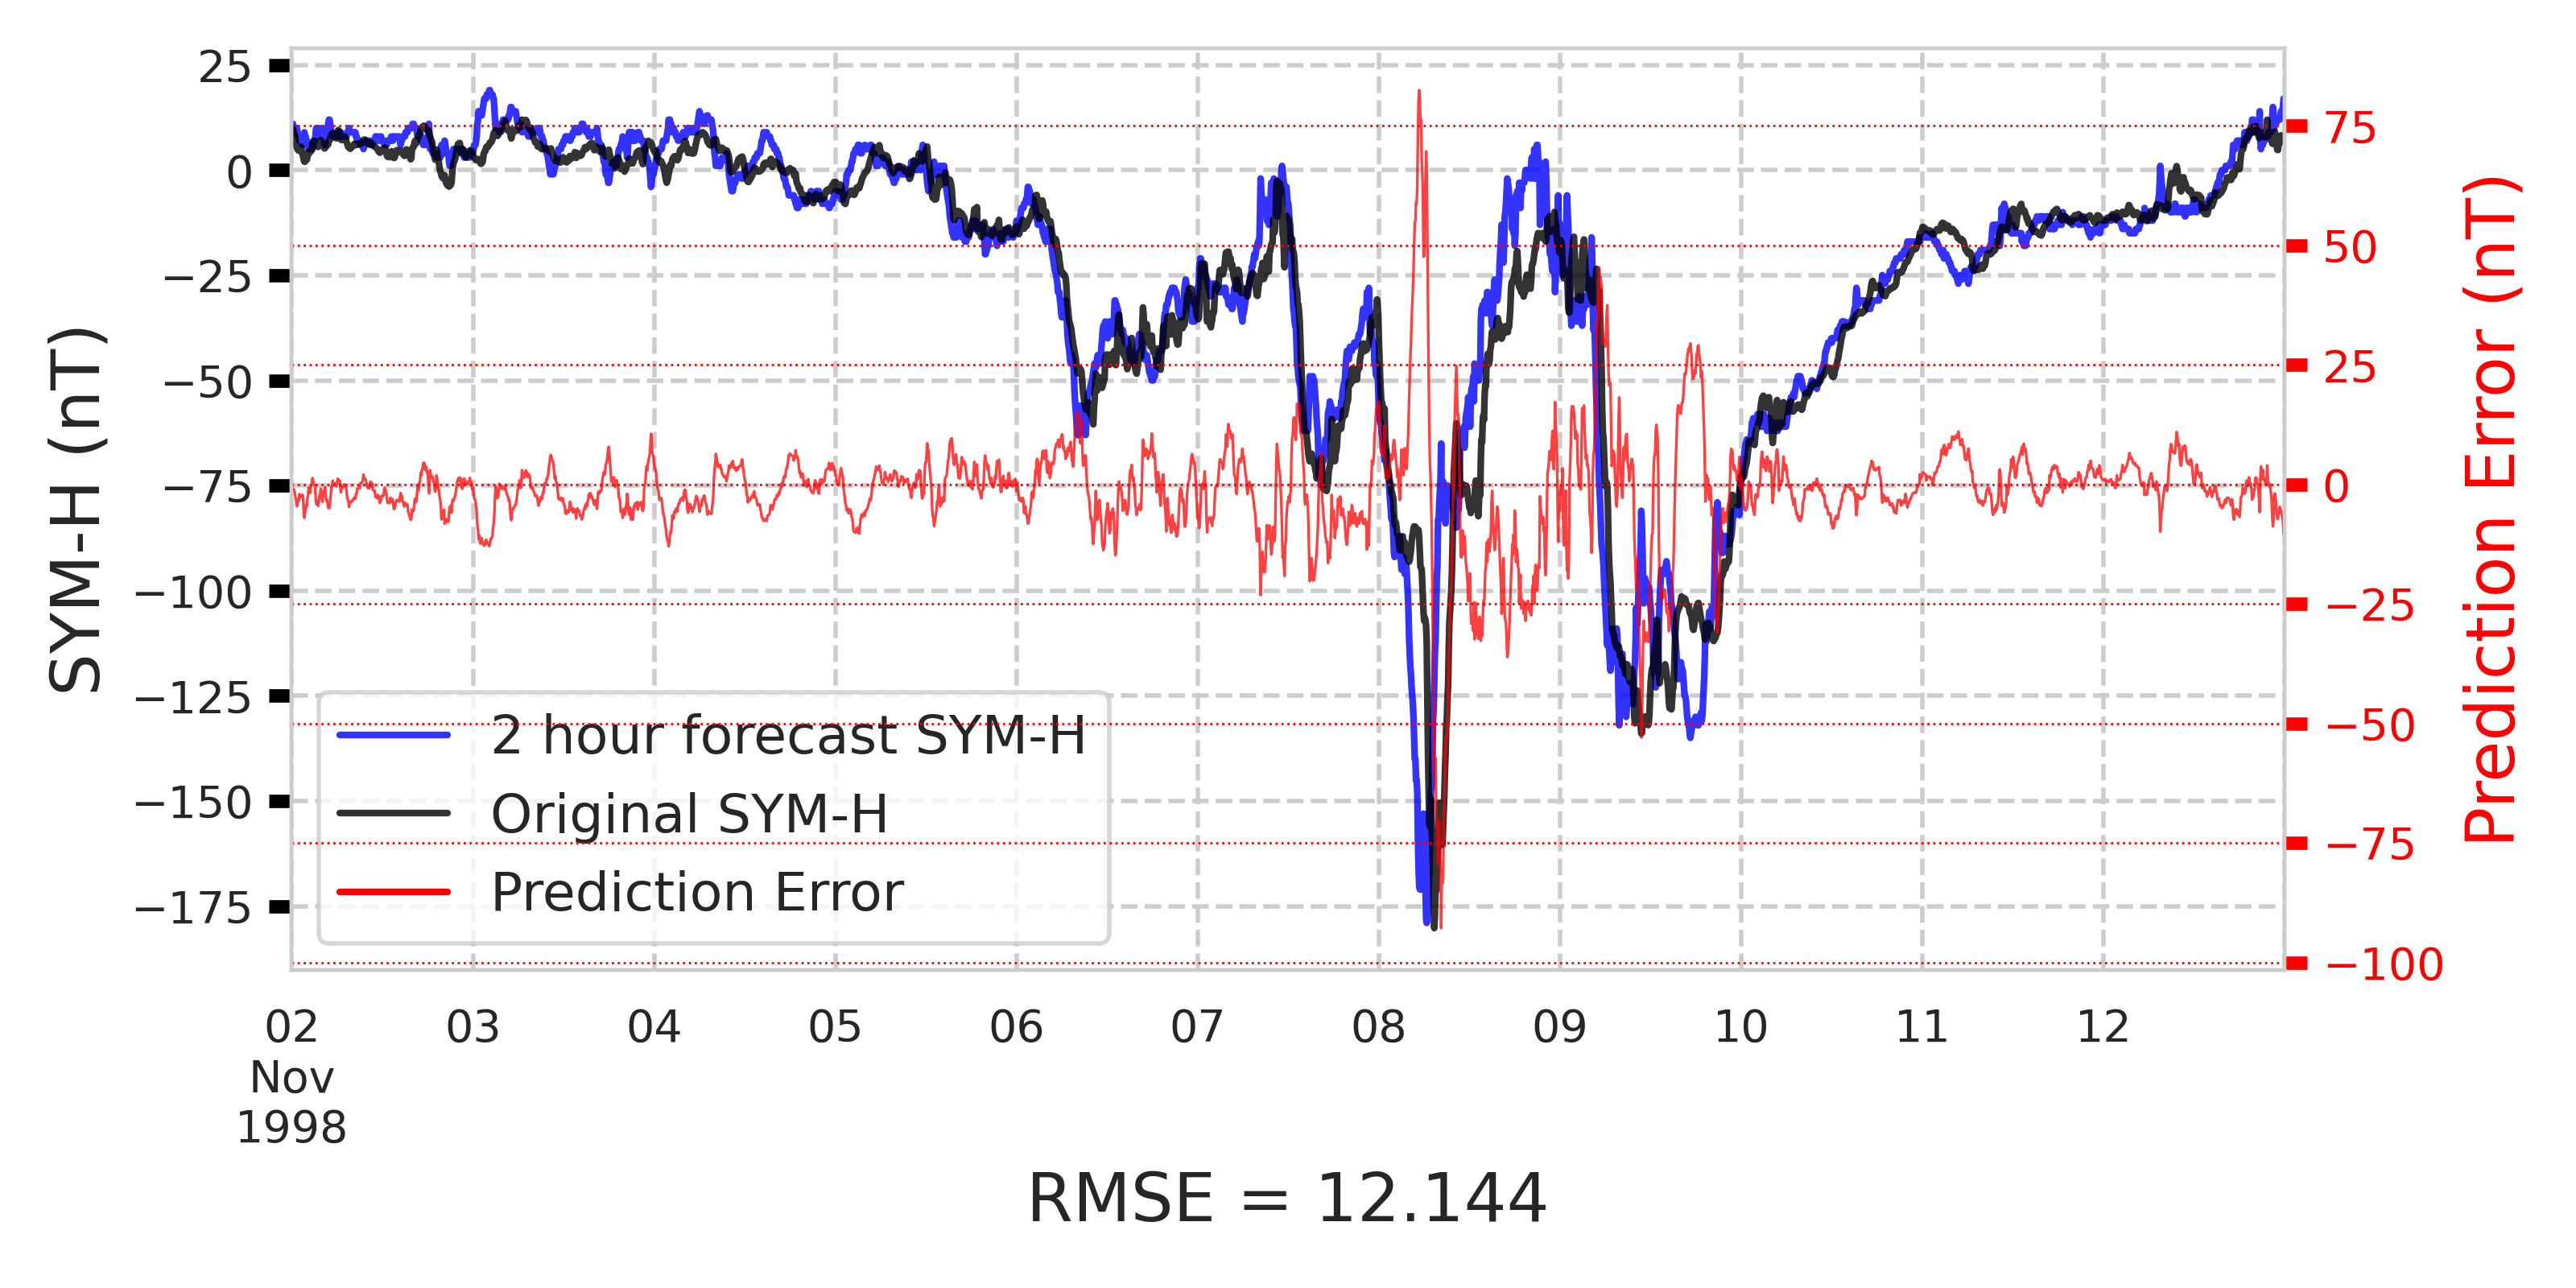 SYM-H (nT)
25
0
−25
−50
−75
−100
−125
−150
−175
2 hour forecast SYM-H
Original SYM-H
Prediction Error
75
50
25
0
−25
−50
−75
−100
Prediction Error (nT)
02 03 04 05 06 07 08 09 10 11 12
Nov
1998
RMSE = 12.144